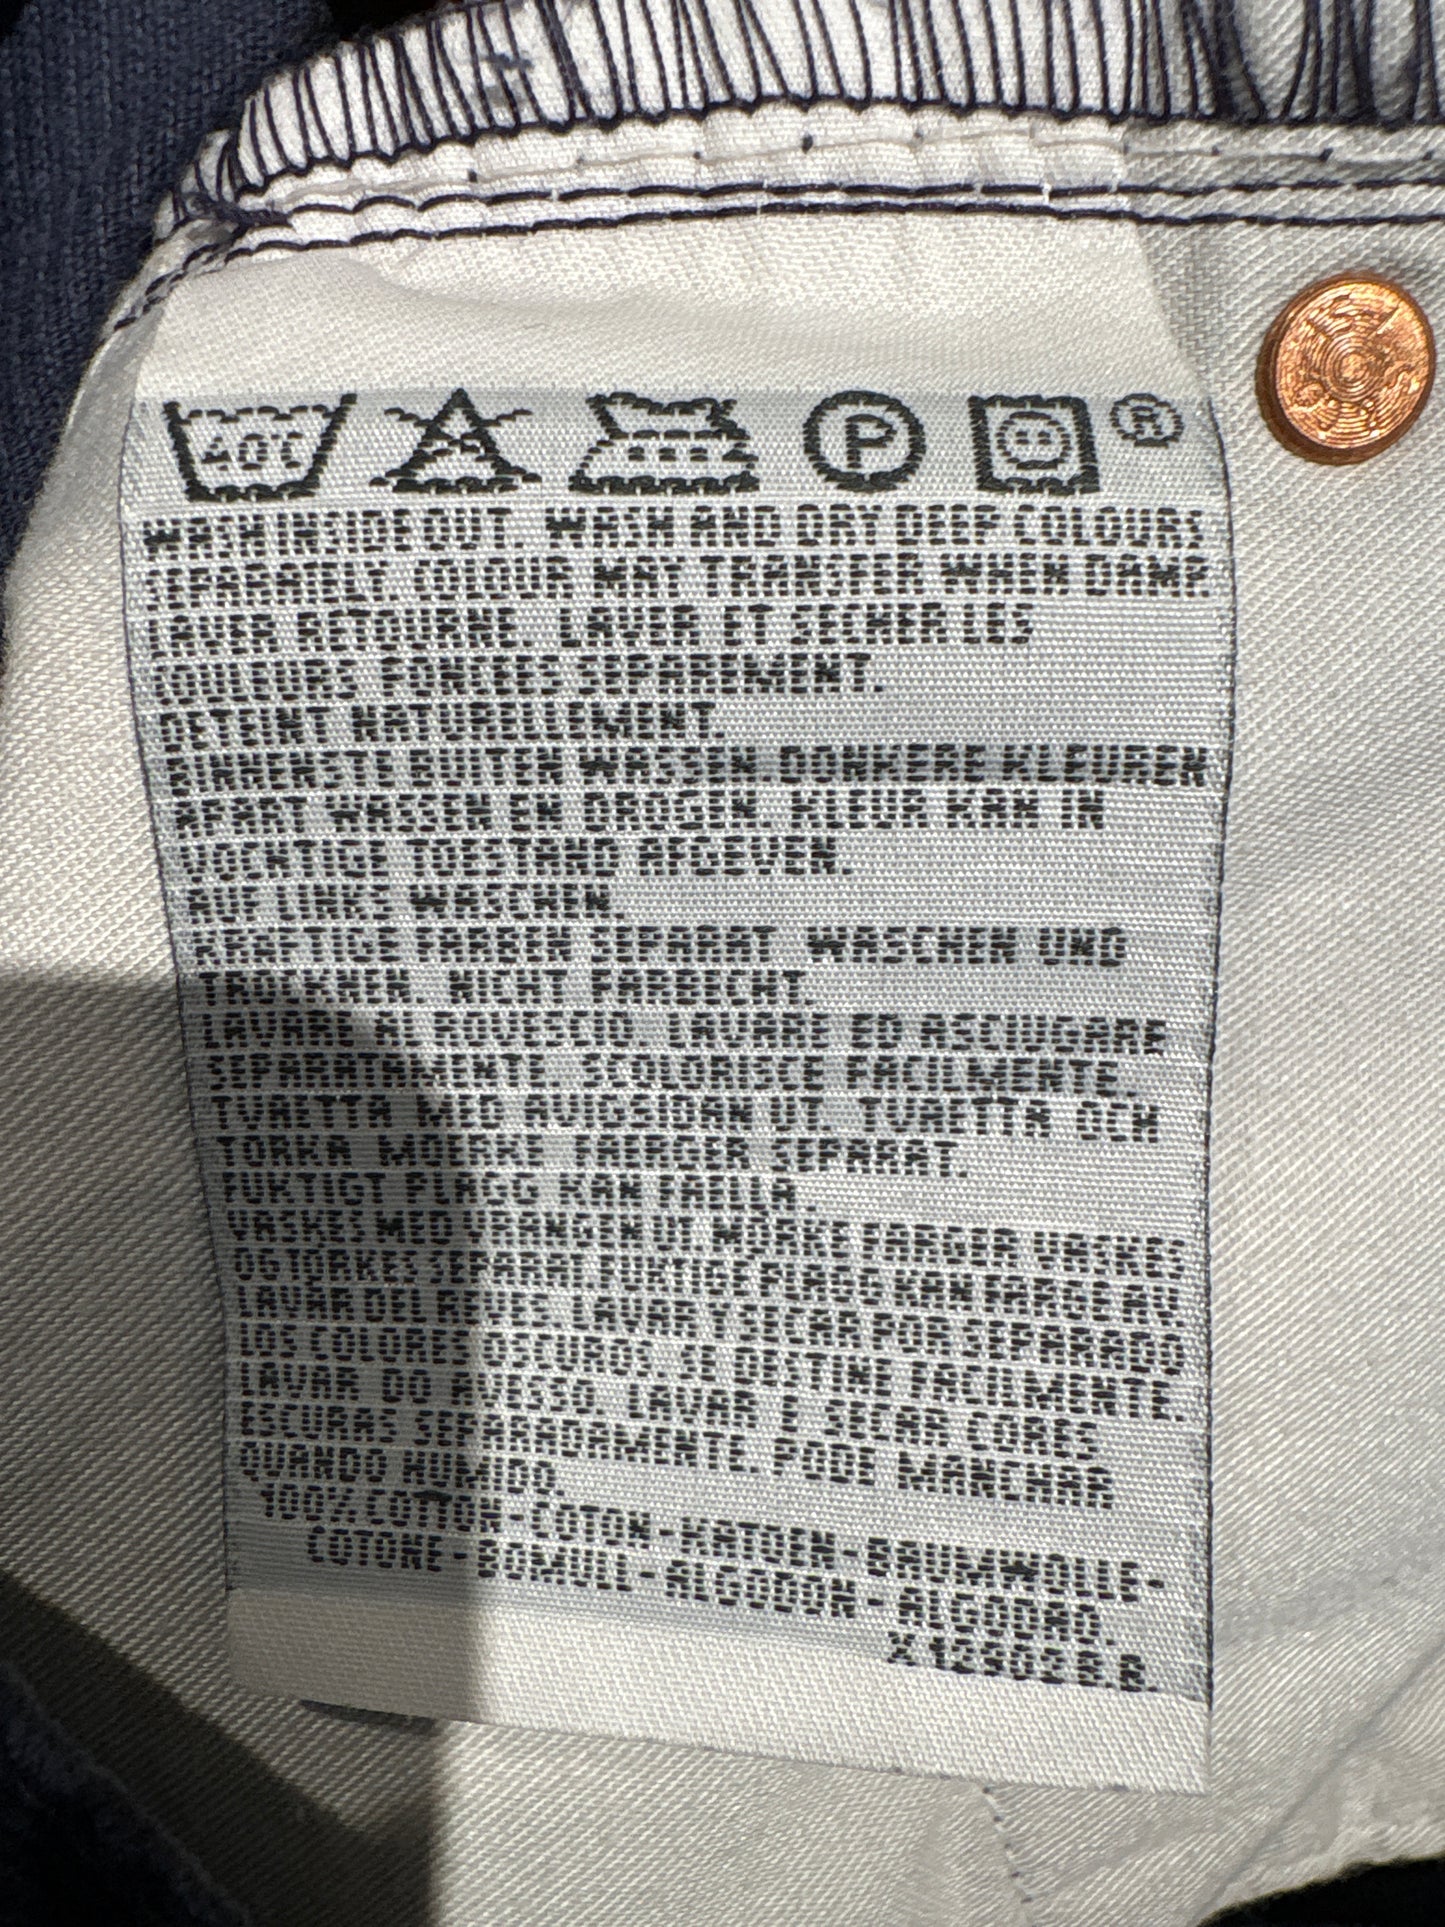 40°C P ®
WASH INSIDE OUT. WASH AND DRY DEEP COLOURS
SEPARATELY. COLOUR MAY TRANSFER WHEN DAMP.
LAVER RETOURNE. LAVER ET SECHER LES
COULEURS FONCEES SEPARMENT.
DETEINT NATURELLEMENT.
BINNENSTE BUITEN WASSEN.DONKERE KLEUREN
APART WASSEN EN DROGEN. KLEUR KAN IN
VOCHTIGE TOESTAND AFGEVEN.
AUF LINKS WASCHEN.
KRAFTIGE FARBEN SEPARAT WASCHEN UND
TROCKNEN. NICHT FARBECHT.
LAVARE AL ROVESCIO. LAVARE ED ASCIUGARE
SEPARATAMENTE. SCOLORISCE FACILMENTE.
TVAETTA MED AVIGSIDAN UT. TVAETTA OCH
TORKA MOERKE FAERGER SEPARAT.
FUKTIGT PLAGG KAN FAELLA
VASKES MED VRANGEN UT MØRKE FARGER VASKES
OG TØRKES SEPARAT. FUKTIGE PLAGG KAN FARGE AV
LAVAR DEL REVES. LAVAR Y SECAR POR SEPARADO
LOS COLORES OSCUROS. SE DESTINE FACILMENTE.
LAVAR DO AVESSO. LAVAR E SECAR CORES
ESCURAS SEPARADAMENTE. PODE MANCHAR
QUANDO HUMIDO.
100%COTTON-COTON-KATOEN-BAUMWOLLE-
COTONE-BOMULL-ALGODON-ALGODAO.